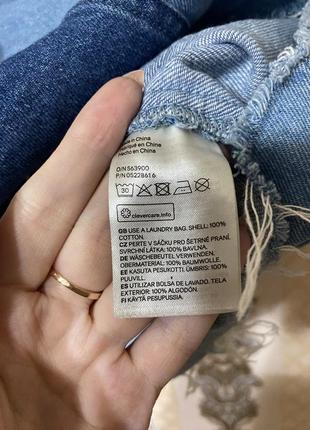 Made in China
Fabriqué en China
Hecho en China
O/N 563900
P/N 05228616
30
clevercare.info
GB USE A LAUNDRY BAG. SHELL: 100%
COTTON.
CZ PERTE V SÁČKU PRO ŠETRNÉ PRANÍ.
SVRCHNÍ LÁTKA: 100% BAVLNA.
DE WÄSCHEBEUTEL VERWENDEN.
OBERMATERIAL: 100% BAUMWOLLE.
EE KASUTA PESUKOTTI. ÜMBRIS: 100%
PUUVILL.
ES UTILIZAR BOLSA DE LAVADO. TELA
EXTERIOR: 100% ALGODÓN.
FI KÄYTÄ PESUPUSSIA.